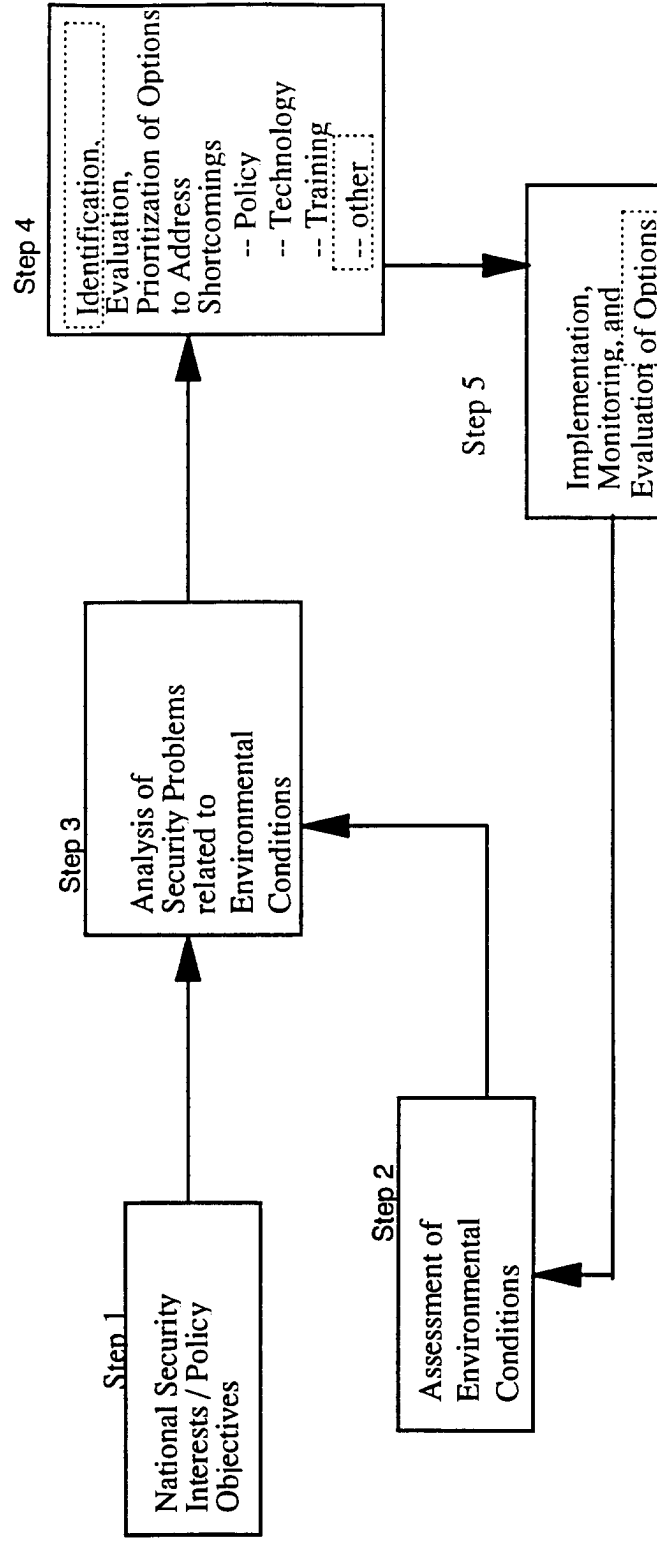 Step 1
National Security
Interests / Policy
Objectives
Step 2
Assessment of
Environmental
Conditions
Step 3
Analysis of
Security Problems
related to
Environmental
Conditions
Step 4
Identification,
Evaluation,
Prioritization of Options
to Address
Shortcomings
-- Policy
-- Technology
-- Training
-- other
Step 5
Implementation,
Monitoring, and
Evaluation of Options